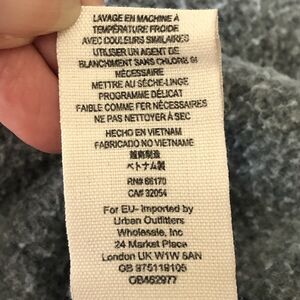 LAVAGE EN MACHINE À
TEMPÉRATURE FROIDE
AVEC COULEURS SIMILAIRES
UTILISER UN AGENT DE
BLANCHIMENT SANS CHLORE SI
NÉCESSAIRE
METTRE AU SÈCHE-LINGE
PROGRAMME DÉLICAT
FAIBLE COMME FER NÉCESSAIRES
NE PAS NETTOYER À SEC
HECHO EN VIETNAM
FABRICADO NO VIETNAME
越南制造
ベトナム製
RN# 66170
CA# 32054
For EU- Imported by
Urban Outfitters
Wholesale, Inc
24 Market Place
London UK W1W 8AN
GB 975119105
GB462977